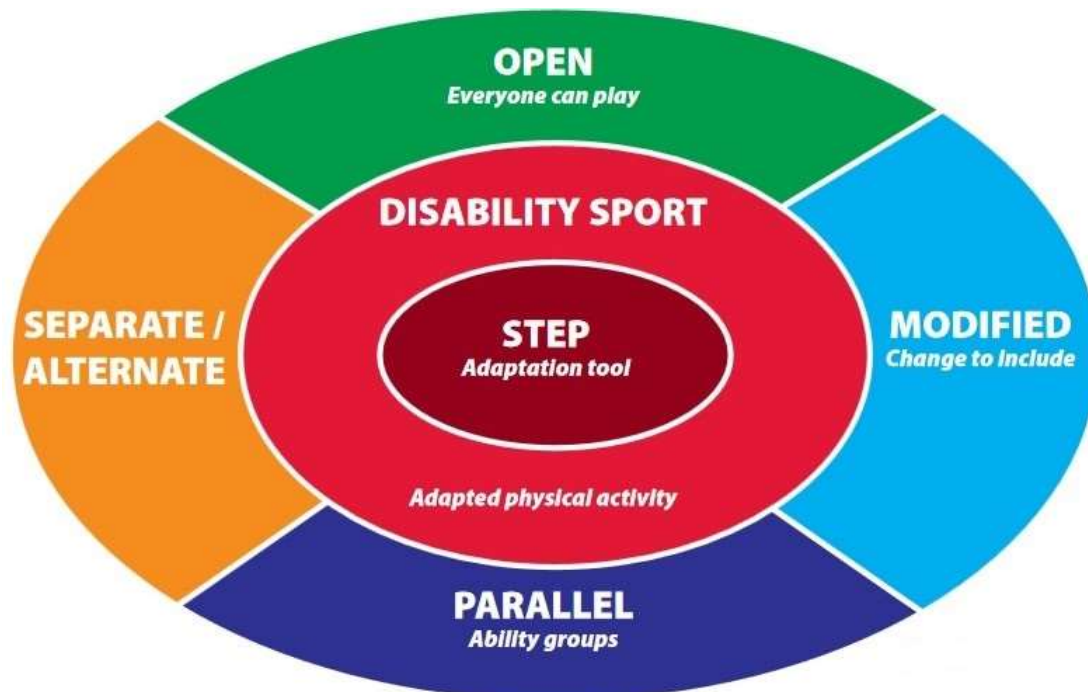 OPEN
Everyone can play
DISABILITY SPORT
SEPARATE /
ALTERNATE
STEP
Adaptation tool
MODIFIED
Change to include
Adapted physical activity
PARALLEL
Ability groups